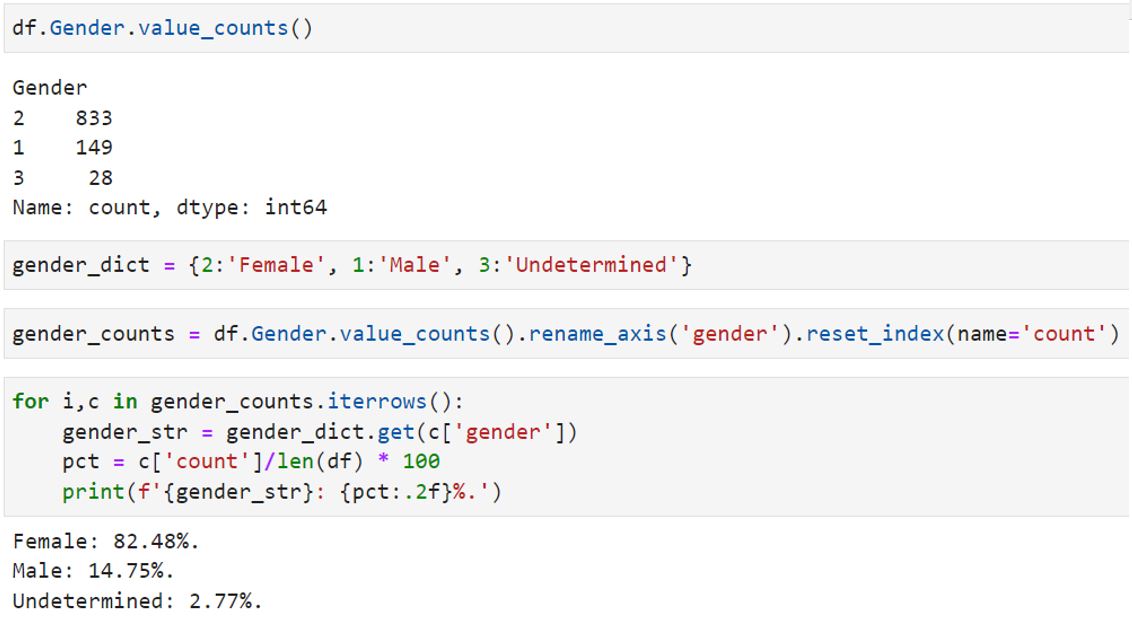 df.Gender.value_counts()
Gender
2    833
1    149
3     28
Name: count, dtype: int64
gender_dict = {2:'Female', 1:'Male', 3:'Undetermined'}
gender_counts = df.Gender.value_counts().rename_axis('gender').reset_index(name='count')
for i,c in gender_counts.iterrows():
    gender_str = gender_dict.get(c['gender'])
    pct = c['count']/len(df) * 100
    print(f'{gender_str}: {pct:.2f}%.')
Female: 82.48%.
Male: 14.75%.
Undetermined: 2.77%.